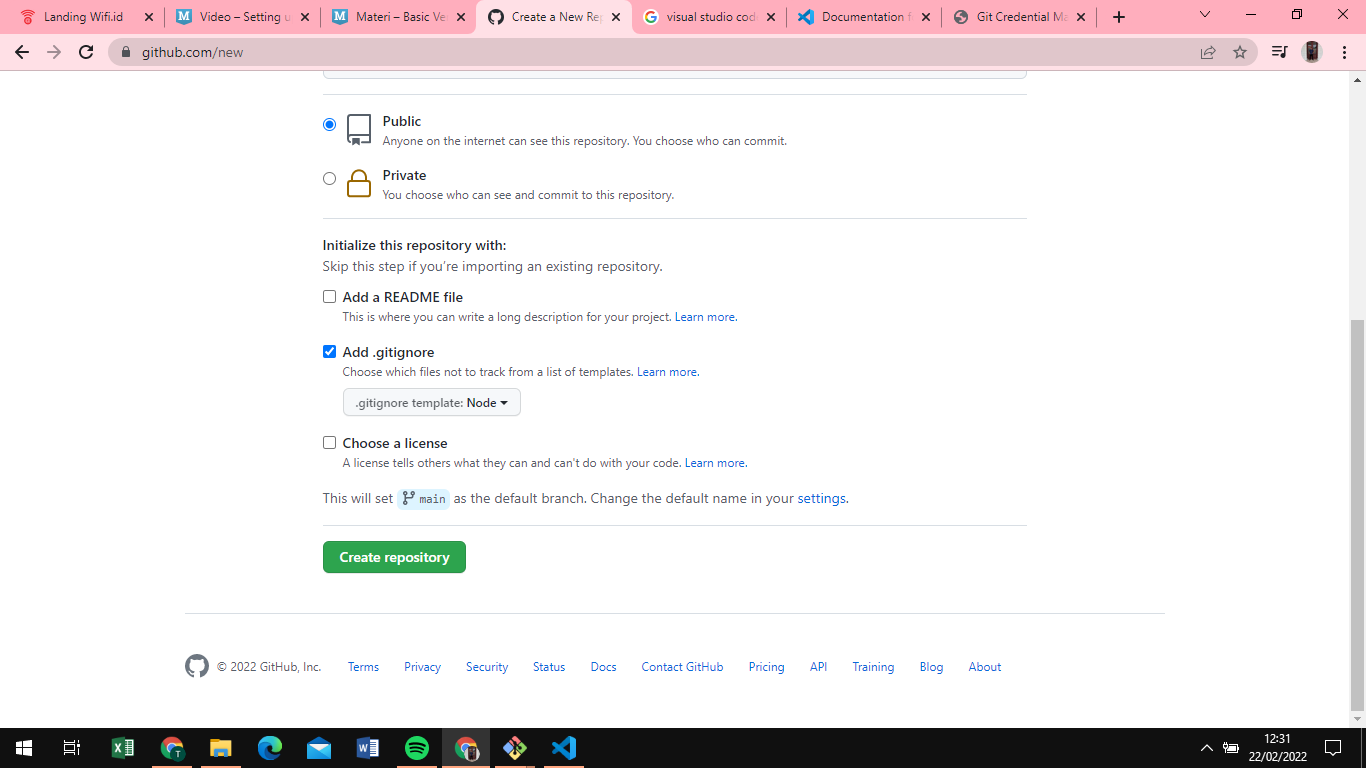 Landing Wifi.id
Video – Setting u
Materi – Basic Ve
Create a New Rep
visual studio cod
Documentation f
Git Credential Ma
github.com/new
Public
Anyone on the internet can see this repository. You choose who can commit.
Private
You choose who can see and commit to this repository.
Initialize this repository with:
Skip this step if you're importing an existing repository.
Add a README file
This is where you can write a long description for your project. Learn more.
Add .gitignore
Choose which files not to track from a list of templates. Learn more.
.gitignore template: Node
Choose a license
A license tells others what they can and can't do with your code. Learn more.
This will set main as the default branch. Change the default name in your settings.
Create repository
© 2022 GitHub, Inc. Terms Privacy Security Status Docs Contact GitHub Pricing API Training Blog About
12:31
22/02/2022